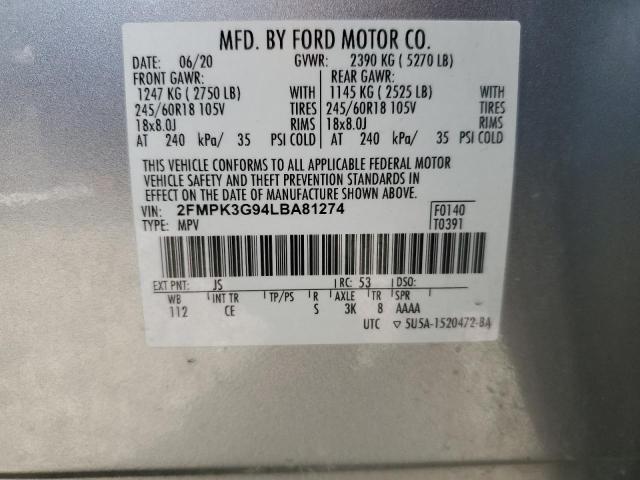 MFD. BY FORD MOTOR CO.
DATE: 06/20 GVWR: 2390 KG (5270 LB)
FRONT GAWR: REAR GAWR:
1247 KG (2750 LB) WITH 1145 KG (2525 LB) WITH
245/60R18 105V TIRES 245/60R18 105V TIRES
18x8.0J RIMS 18x8.0J RIMS
AT 240 kPa/ 35 PSI COLD AT 240 kPa/ 35 PSI COLD
THIS VEHICLE CONFORMS TO ALL APPLICABLE FEDERAL MOTOR
VEHICLE SAFETY AND THEFT PREVENTION STANDARDS IN
EFFECT ON THE DATE OF MANUFACTURE SHOWN ABOVE.
VIN: 2FMPK3G94LBA81274 F0140
TYPE: MPV T0391
EXT PNT: JS RC: 53 DSO:
WB INT TR TP/PS R AXLE TR SPR
112 CE S 3K 8 AAAA
UTC ▽ 5U5A-1520472-BA